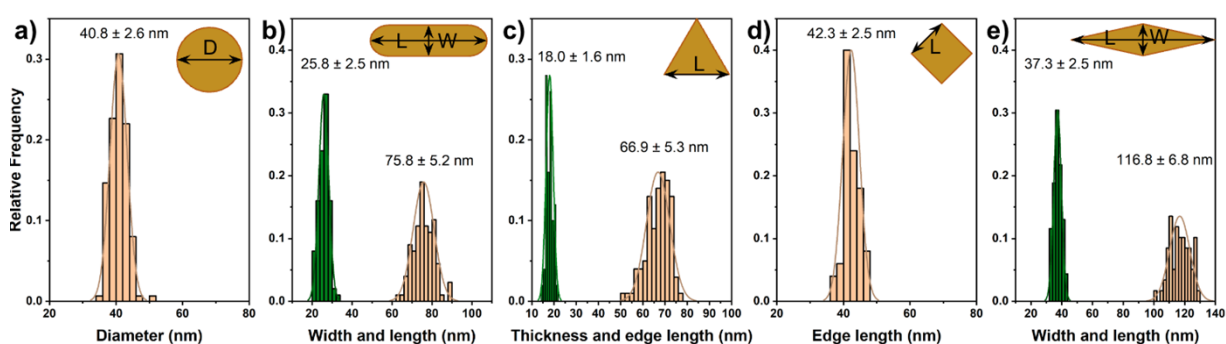 a)
40.8 ± 2.6 nm
D
Relative Frequency
0.3
0.2
0.1
0.0
20 40 60 80
Diameter (nm)
b)
L W
25.8 ± 2.5 nm
75.8 ± 5.2 nm
0.4
0.3
0.2
0.1
0.0
20 40 60 80 100
Width and length (nm)
c)
18.0 ± 1.6 nm
L
66.9 ± 5.3 nm
0.3
0.2
0.1
0.0
10 20 30 40 50 60 70 80 90 100
Thickness and edge length (nm)
d)
42.3 ± 2.5 nm
L
0.4
0.3
0.2
0.1
0.0
20 40 60 80
Edge length (nm)
e)
L W
37.3 ± 2.5 nm
116.8 ± 6.8 nm
0.4
0.3
0.2
0.1
0.0
20 40 60 80 100 120 140
Width and length (nm)